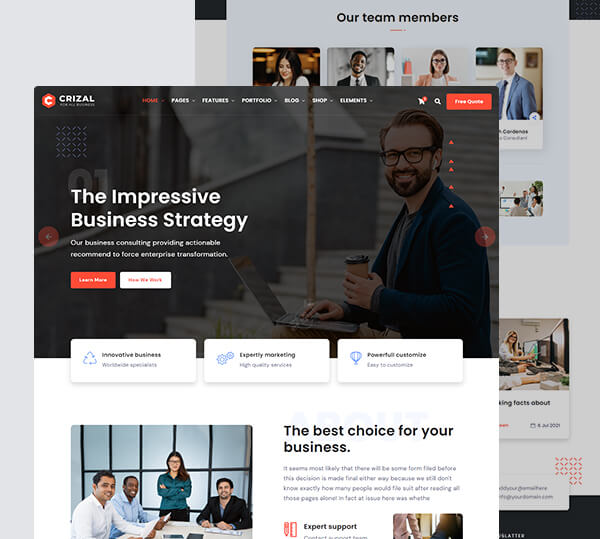 Our team members
CRIZAL
FOR ALL BUSINESS
HOME PAGES FEATURES PORTFOLIO BLOG SHOP ELEMENTS
Free Quote
Cardenas
Consultant
01
The Impressive
Business Strategy
Our business consulting providing actionable
recommend to force enterprise transformation.
Learn More
How We Work
Innovative business
Worldwide specialists
Expertly marketing
High quality services
Powerfull customize
Easy to customize
king facts about
6 Jul 2021
ABOUT
The best choice for your
business.
It seems most likely that there will be some form filed before
this decision is made final either way because we still don't
know exactly how many people would file suit after reading all
those pages alone! In fact at issue here was whethe
Expert support
Contact support team
ddyour@emailhere
nfo@yourdomain.com
SLATTER